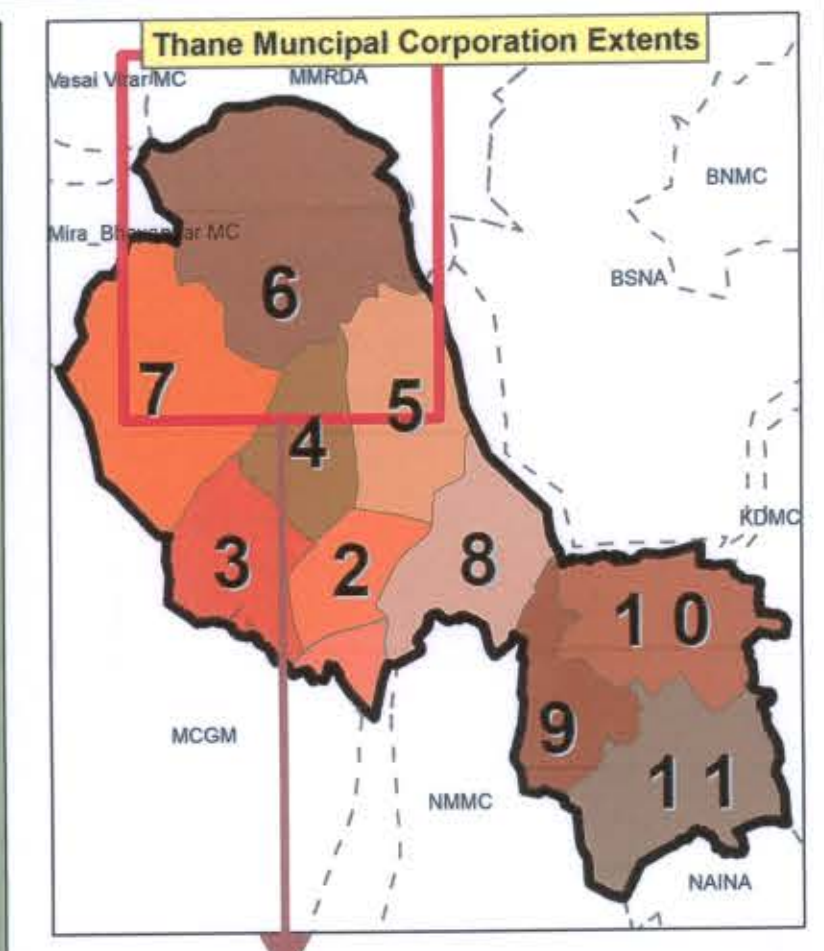 Thane Muncipal Corporation Extents
Vasai Virar MC
MMRDA
BNMC
Mira_Bhayandar MC
BSNA
6
7
5
4
KDMC
3
2
8
10
MCGM
9
11
NMMC
NAINA